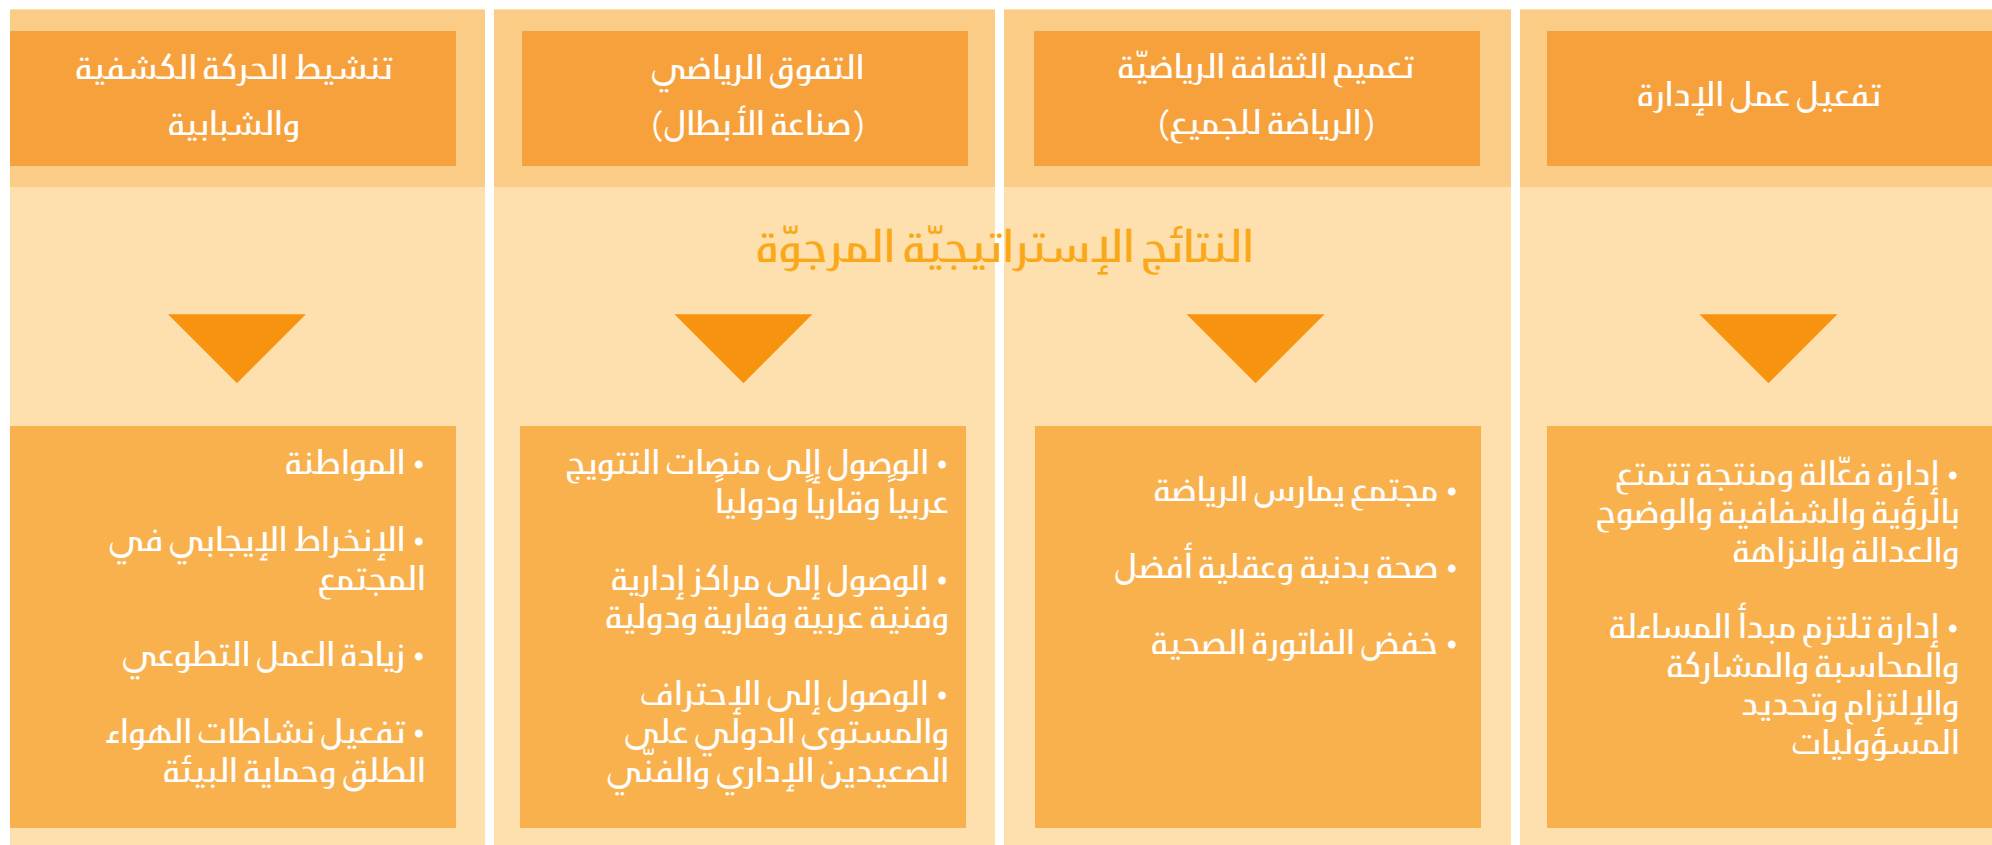 تفعيل عمل الإدارة
تعميم الثقافة الرياضيّة
(الرياضة للجميع)
التفوق الرياضي
(صناعة الأبطال)
تنشيط الحركة الكشفية
والشبابية
النتائج الإستراتيجيّة المرجوّة
• إدارة فعّالة ومنتجة تتمتع
بالرؤية والشفافية والوضوح
والعدالة والنزاهة
• إدارة تلتزم مبدأ المساءلة
والمحاسبة والمشاركة
والإلتزام وتحديد
المسؤوليات
• مجتمع يمارس الرياضة
• صحة بدنية وعقلية أفضل
• خفض الفاتورة الصحية
• الوصول إلى منصات التتويج
عربياً وقارياً ودولياً
• الوصول إلى مراكز إدارية
وفنية عربية وقارية ودولية
• الوصول إلى الإحتراف
والمستوى الدولي على
الصعيدين الإداري والفنّي
• المواطنة
• الإنخراط الإيجابي في
المجتمع
• زيادة العمل التطوعي
• تفعيل نشاطات الهواء
الطلق وحماية البيئة